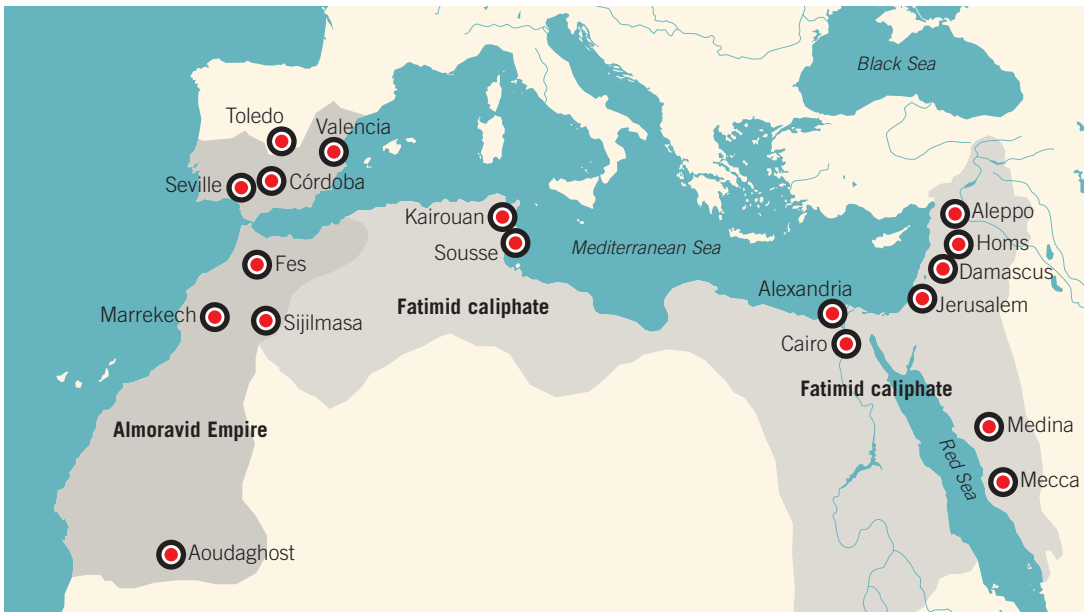 Black Sea
Toledo
Valencia
Seville
Córdoba
Kairouan
Sousse
Mediterranean Sea
Aleppo
Homs
Damascus
Jerusalem
Fes
Marrekech
Sijilmasa
Fatimid caliphate
Alexandria
Cairo
Fatimid caliphate
Almoravid Empire
Medina
Red Sea
Mecca
Aoudaghost